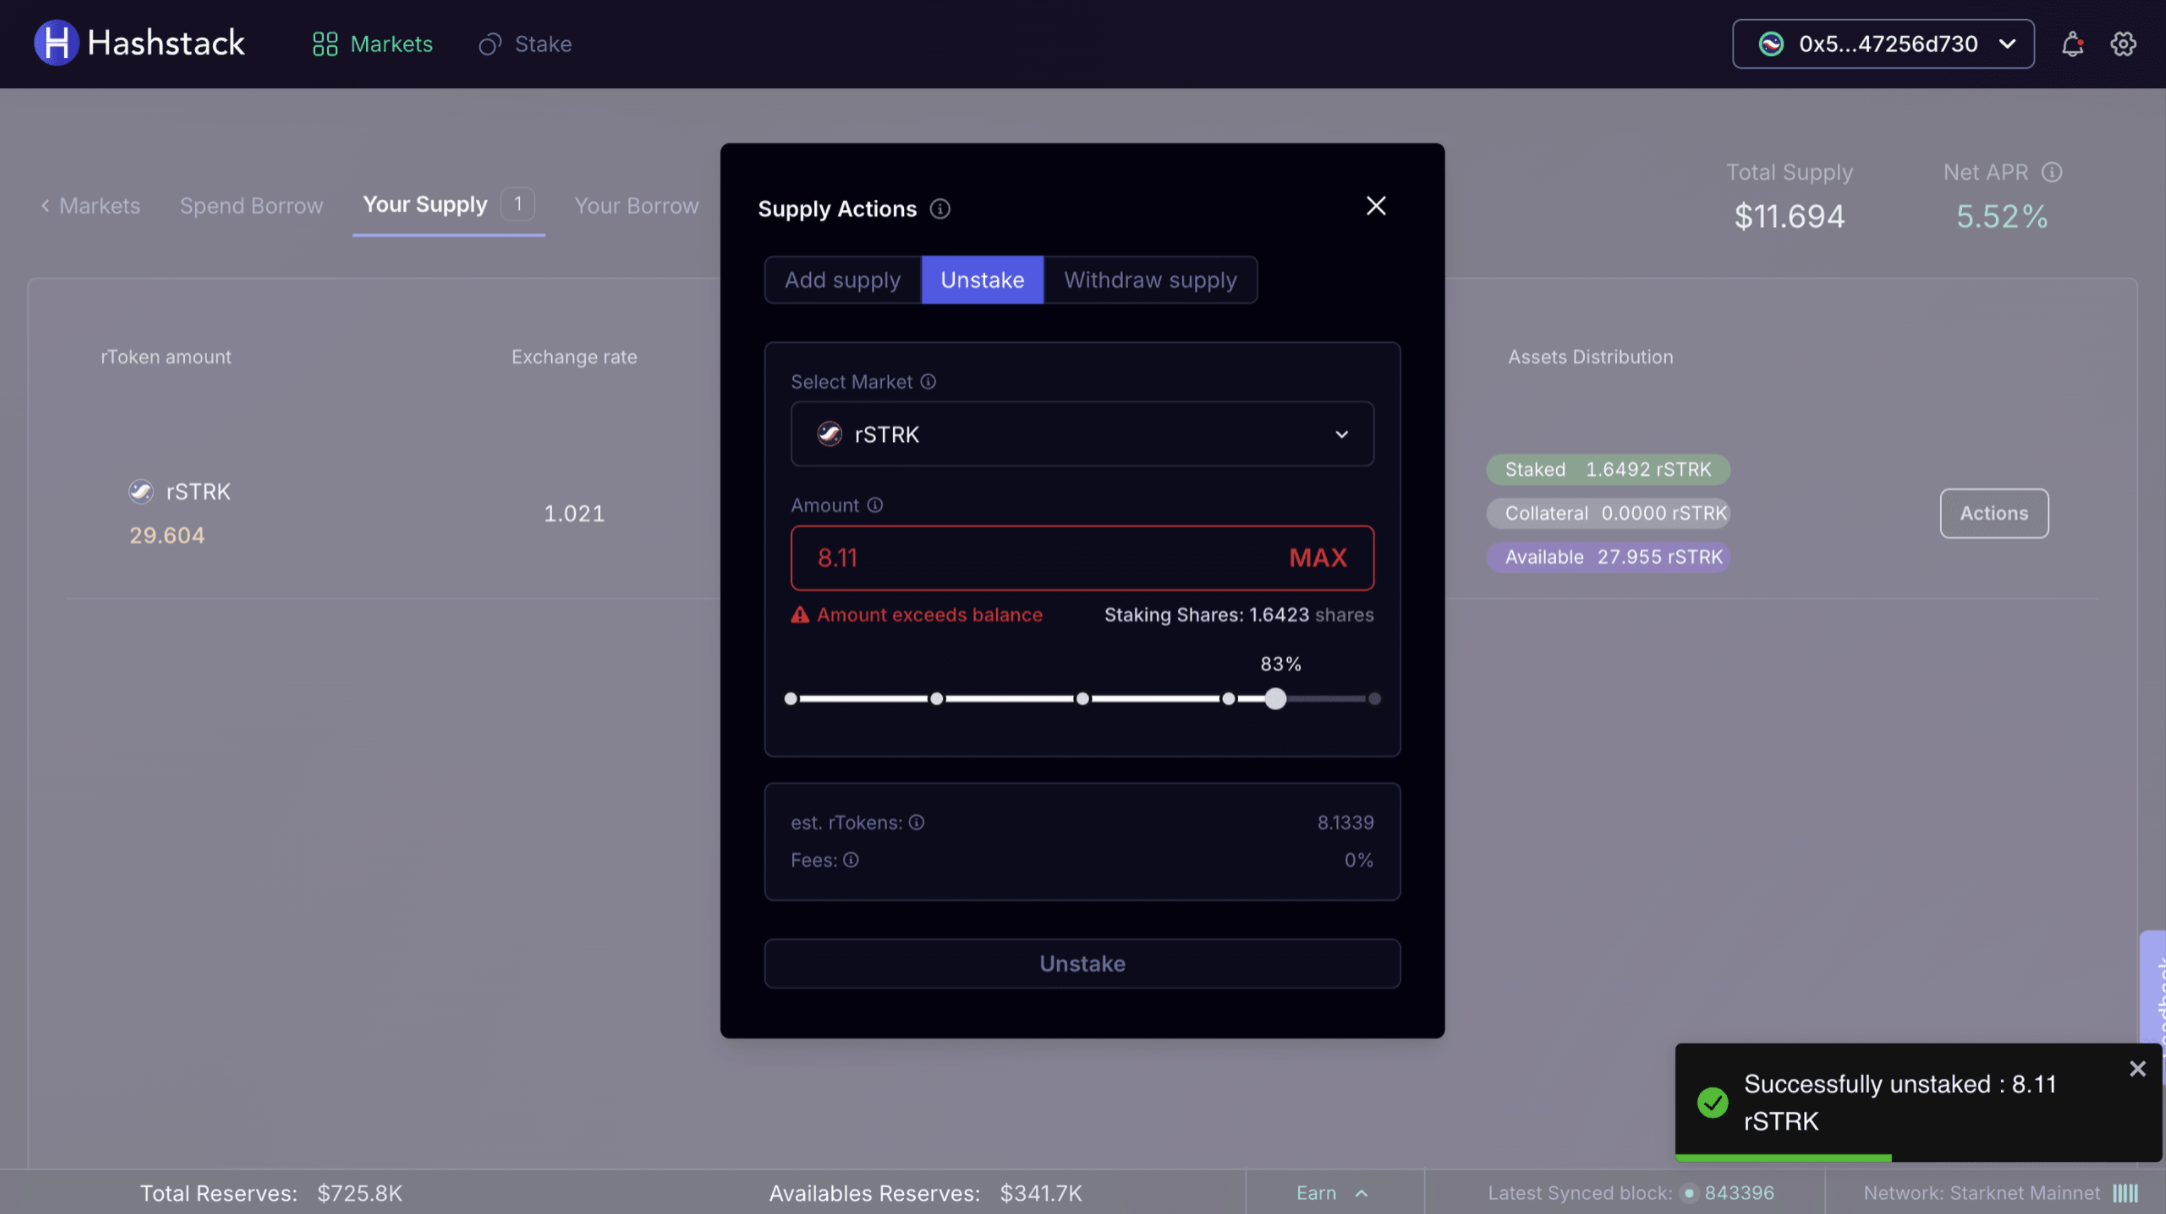 Hashstack
Markets
Stake
0x5...47256d730
Markets
Spend Borrow
Your Supply 1
Your Borrow
Total Supply
$11.694
Net APR
5.52%
rToken amount
Exchange rate
Assets Distribution
rSTRK
29.604
1.021
Staked 1.6492 rSTRK
Collateral 0.0000 rSTRK
Available 27.955 rSTRK
Actions
Supply Actions
Add supply
Unstake
Withdraw supply
Select Market
rSTRK
Amount
8.11 MAX
Amount exceeds balance
Staking Shares: 1.6423 shares
83%
est. rTokens: 8.1339
Fees: 0%
Unstake
Feedback
Successfully unstaked : 8.11
rSTRK
Total Reserves: $725.8K
Availables Reserves: $341.7K
Earn
Latest Synced block: 843396
Network: Starknet Mainnet